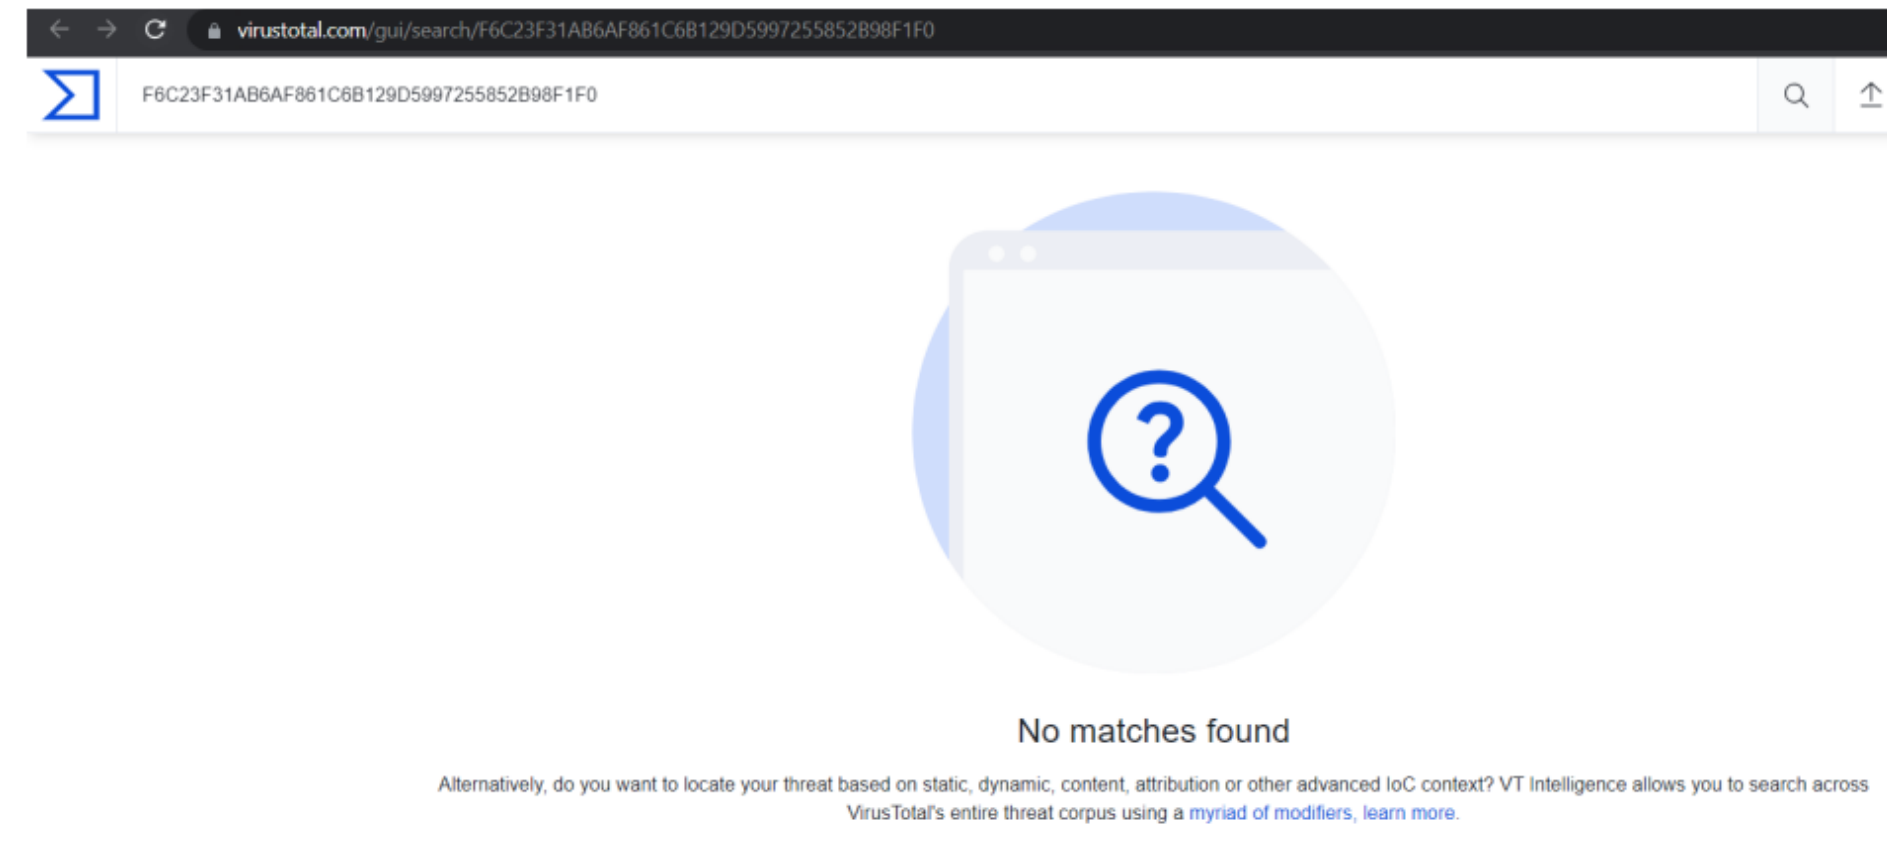 virustotal.com/gui/search/F6C23F31AB6AF861C6B129D5997255852B98F1F0
F6C23F31AB6AF861C6B129D5997255852B98F1F0
No matches found
Alternatively, do you want to locate your threat based on static, dynamic, content, attribution or other advanced IoC context? VT Intelligence allows you to search across
VirusTotal's entire threat corpus using a myriad of modifiers, learn more.